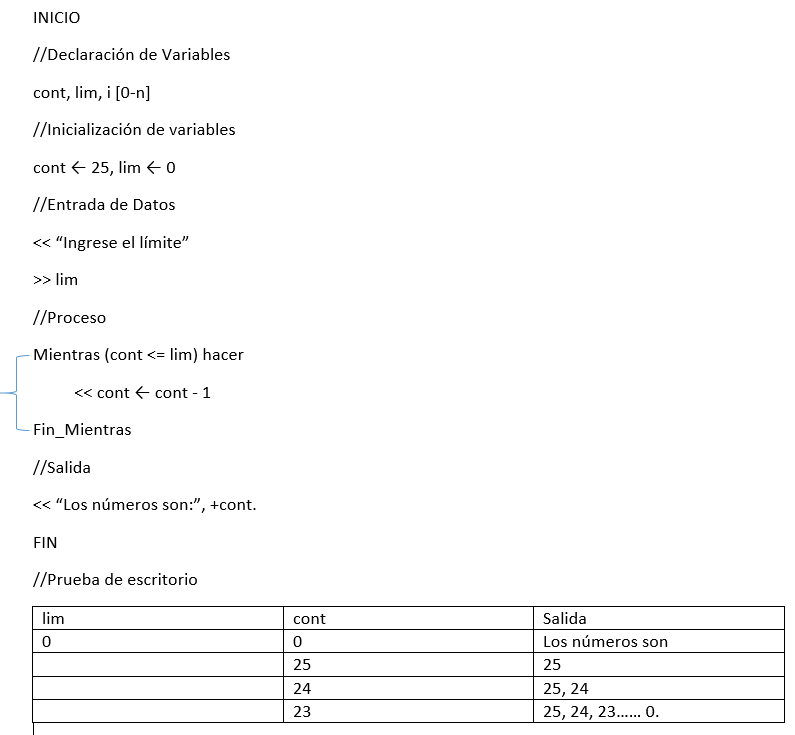 INICIO
//Declaración de Variables
cont, lim, i [0-n]
//Inicialización de variables
cont ← 25, lim ← 0
//Entrada de Datos
<< “Ingrese el límite”
>> lim
//Proceso
Mientras (cont <= lim) hacer
<< cont ← cont - 1
Fin_Mientras
//Salida
<< “Los números son:”, +cont.
FIN
//Prueba de escritorio
lim cont Salida
0 0 Los números son
25 25
24 25, 24
23 25, 24, 23...... 0.